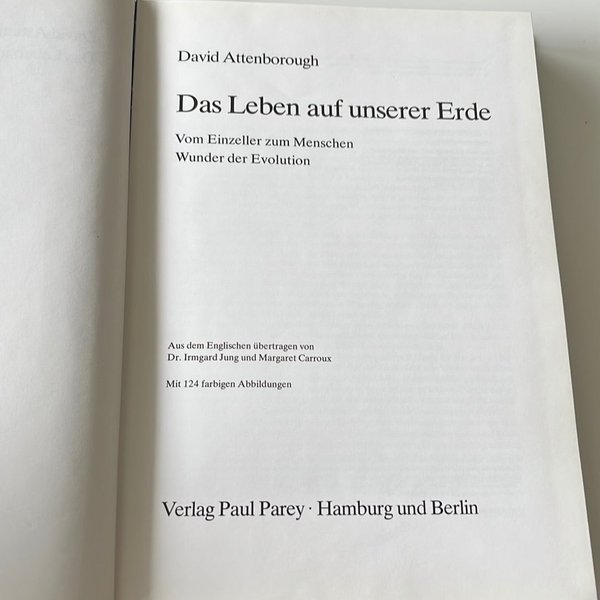 David Attenborough
Das Leben auf unserer Erde
Vom Einzeller zum Menschen
Wunder der Evolution
Aus dem Englischen übertragen von
Dr. Irmgard Jung und Margaret Carroux
Mit 124 farbigen Abbildungen
Verlag Paul Parey · Hamburg und Berlin